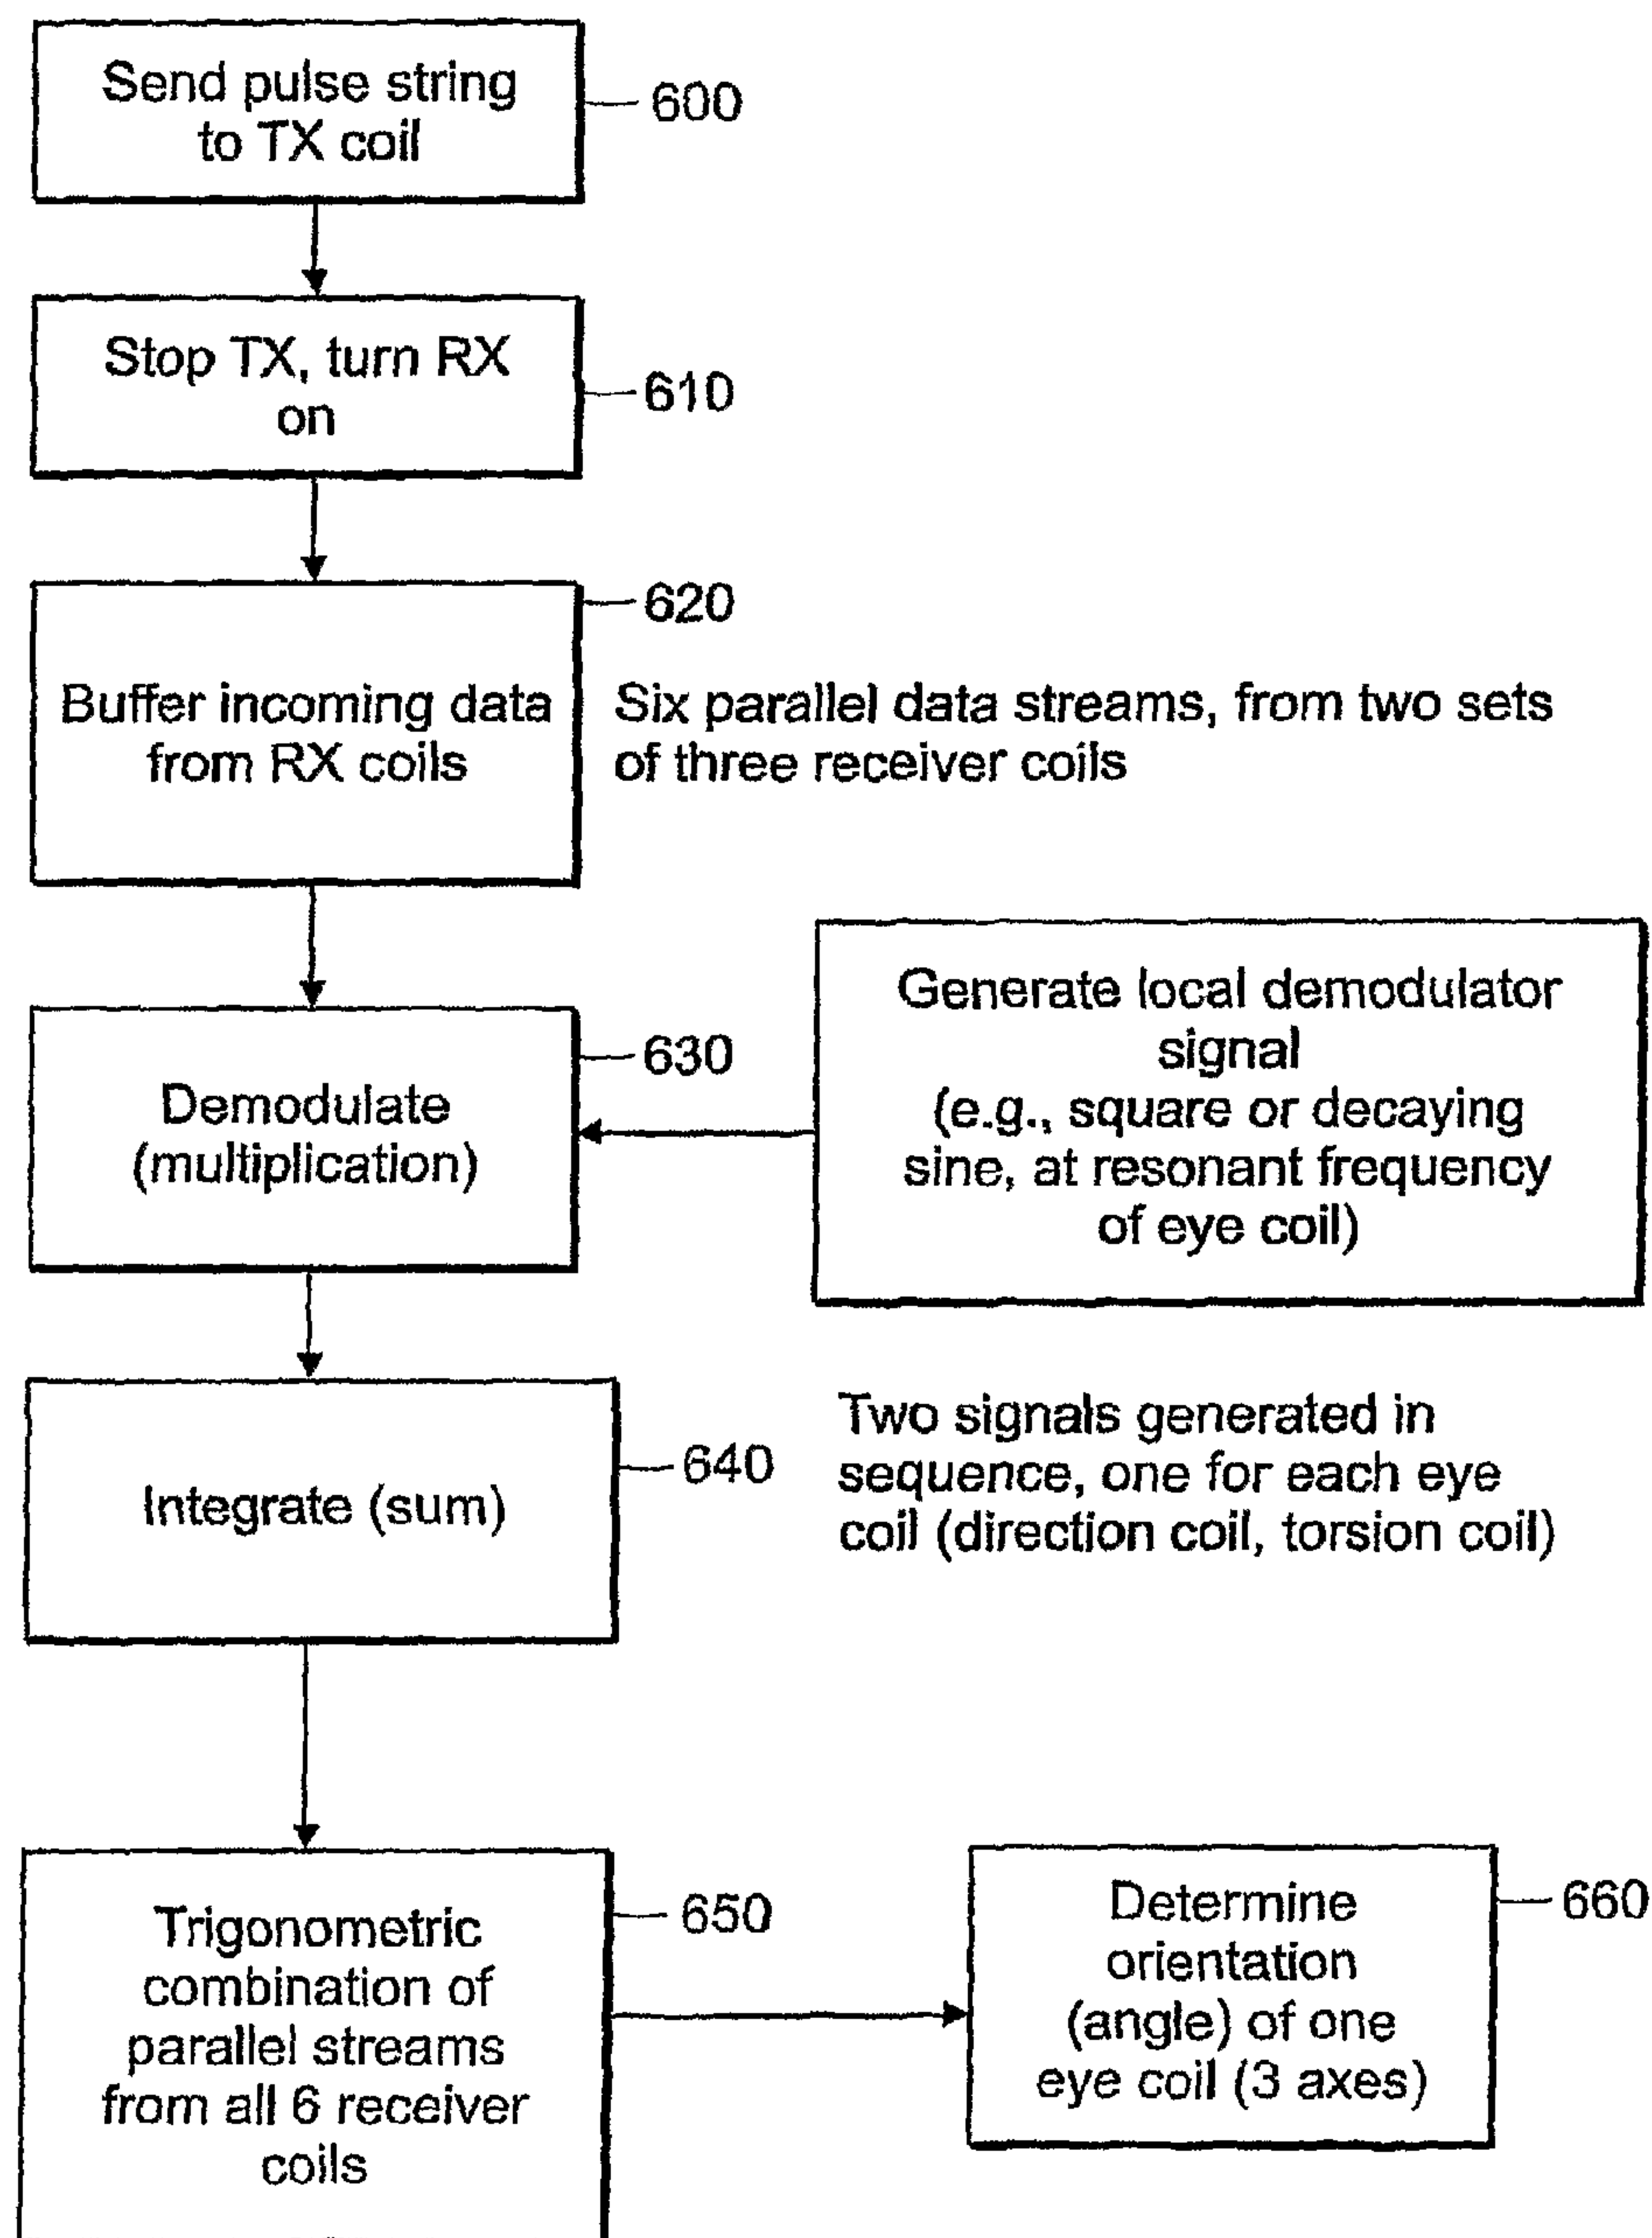 Send pulse string
to TX coil
600
Stop TX, turn RX
on
610
620
Buffer incoming data
from RX coils
Six parallel data streams, from two sets
of three receiver coils
Generate local demodulator
signal
(e.g., square or decaying
sine, at resonant frequency
of eye coil)
630
Demodulate
(multiplication)
Two signals generated in
sequence, one for each eye
coil (direction coil, torsion coil)
640
Integrate (sum)
650
Trigonometric
combination of
parallel streams
from all 6 receiver
coils
660
Determine
orientation
(angle) of one
eye coil (3 axes)